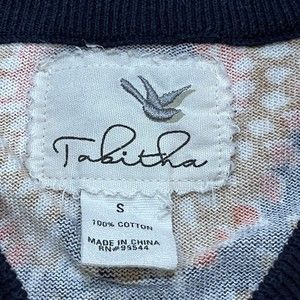 Tabitha
S
100% COTTON
MADE IN CHINA
RN#95544